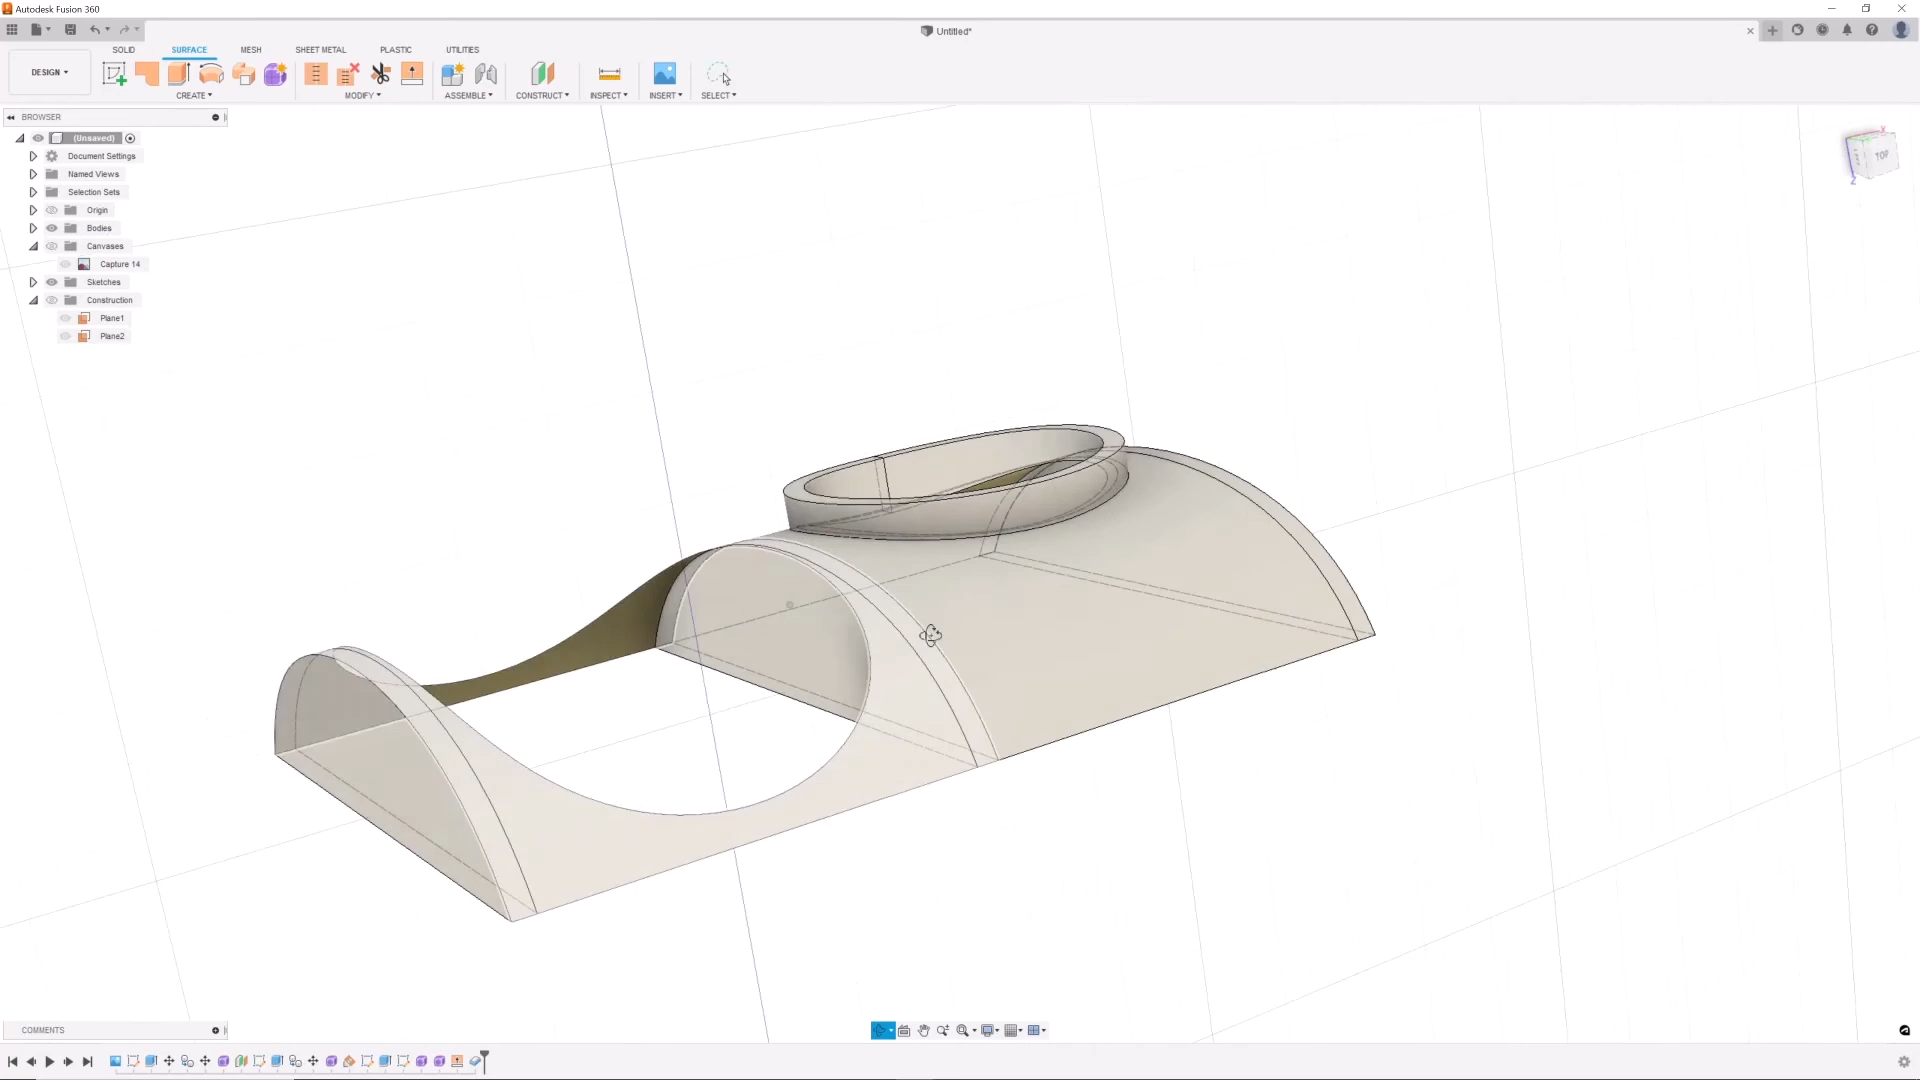 Autodesk Fusion 360
Untitled*
SOLID SURFACE MESH SHEET METAL PLASTIC UTILITIES
DESIGN
CREATE MODIFY ASSEMBLE CONSTRUCT INSPECT INSERT SELECT
BROWSER
(Unsaved)
Document Settings
Named Views
Selection Sets
Origin
Bodies
Canvases
Capture 14
Sketches
Construction
Plane1
Plane2
TOP
X
Z
COMMENTS